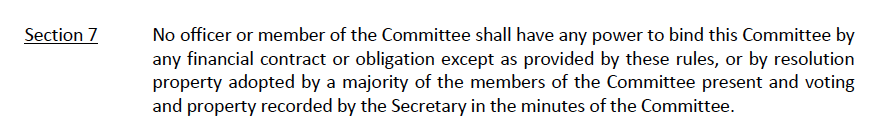 Section 7 No officer or member of the Committee shall have any power to bind this Committee by
any financial contract or obligation except as provided by these rules, or by resolution
property adopted by a majority of the members of the Committee present and voting
and property recorded by the Secretary in the minutes of the Committee.